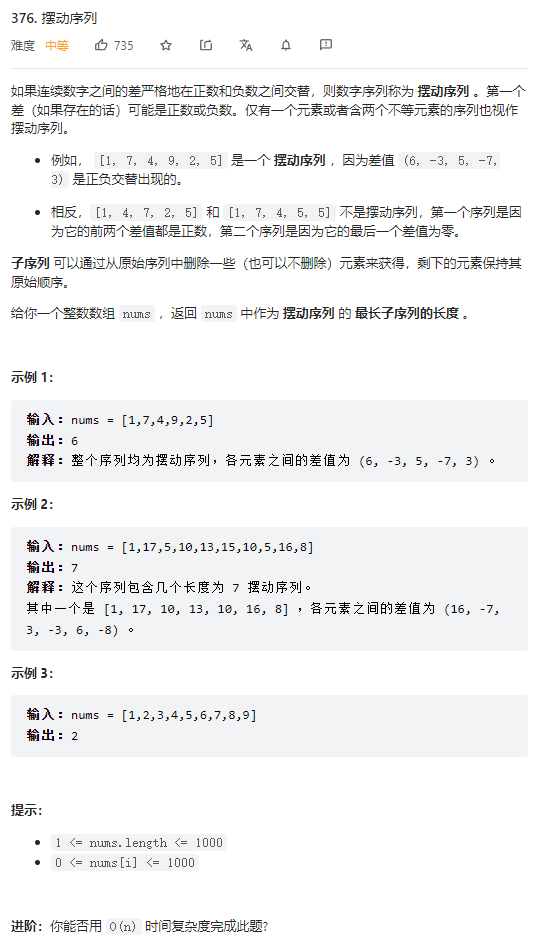 376. 摆动序列
难度 中等 735
如果连续数字之间的差严格地在正数和负数之间交替，则数字序列称为 摆动序列 。第一个
差（如果存在的话）可能是正数或负数。仅有一个元素或者含两个不等元素的序列也视作
摆动序列。
• 例如， [1, 7, 4, 9, 2, 5] 是一个 摆动序列 ，因为差值 (6, -3, 5, -7,
3) 是正负交替出现的。
• 相反，[1, 4, 7, 2, 5] 和 [1, 7, 4, 5, 5] 不是摆动序列，第一个序列是因
为它的前两个差值都是正数，第二个序列是因为它的最后一个差值为零。
子序列 可以通过从原始序列中删除一些（也可以不删除）元素来获得，剩下的元素保持其
原始顺序。
给你一个整数数组 nums ，返回 nums 中作为 摆动序列 的 最长子序列的长度 。
示例 1：
输入：nums = [1,7,4,9,2,5]
输出：6
解释：整个序列均为摆动序列，各元素之间的差值为 (6, -3, 5, -7, 3) 。
示例 2：
输入：nums = [1,17,5,10,13,15,10,5,16,8]
输出：7
解释：这个序列包含几个长度为 7 摆动序列。
其中一个是 [1, 17, 10, 13, 10, 16, 8] ，各元素之间的差值为 (16, -7,
3, -3, 6, -8) 。
示例 3：
输入：nums = [1,2,3,4,5,6,7,8,9]
输出：2
提示：
• 1 <= nums.length <= 1000
• 0 <= nums[i] <= 1000
进阶：你能否用 O(n) 时间复杂度完成此题?